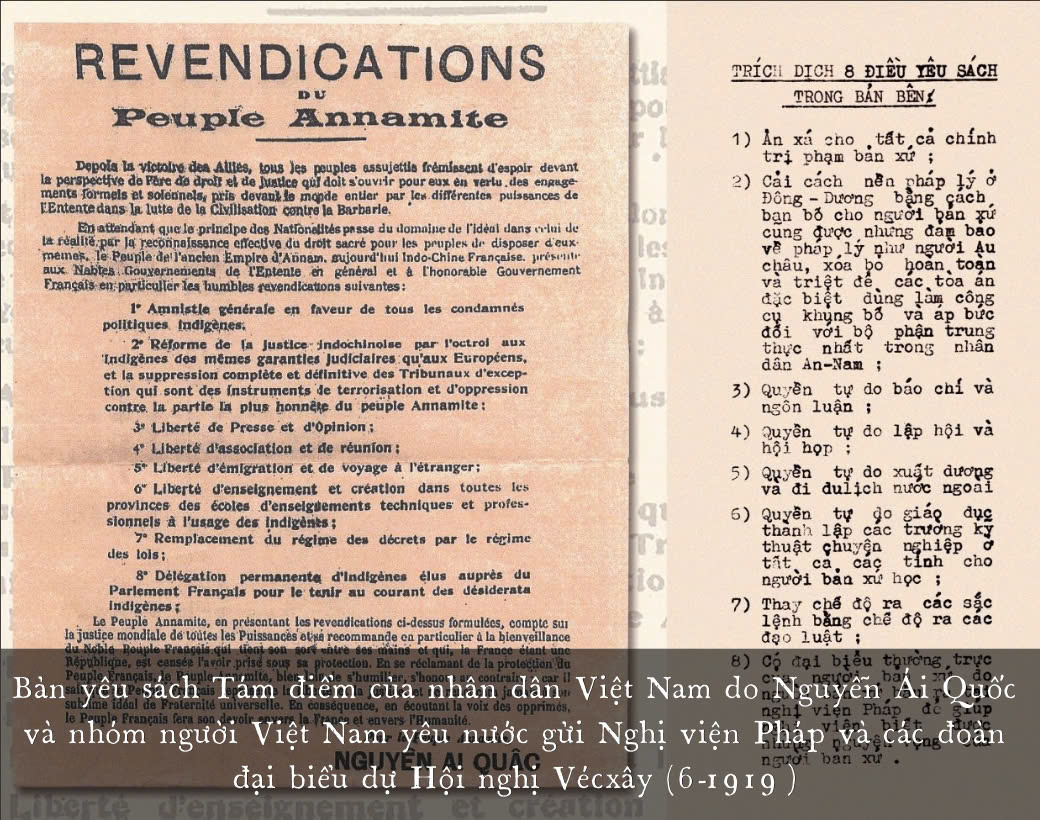 REVENDICATIONS
DU
Peuple Annamite
Depuis la victoire des Alliés, tous les peuples assujettis frémissent d'espoir devant
la perspective de l'ère de droit et de justice qui doit s'ouvrir pour eux en vertu des engage-
ments formels et solennels, pris devant le monde entier par les différentes puissances de
l'Entente dans la lutte de la Civilisation contre la Barbarie.
En attendant que le principe des Nationalités passe du domaine de l'idéal dans celui de
la réalité par la reconnaissance effective du droit sacré pour les peuples de disposer d'eux-
mêmes, le Peuple de l'ancien Empire d'Annam, aujourd'hui Indo-Chine Française, présente
aux Nobles Gouvernements de l'Entente en général et à l'honorable Gouvernement
Français en particulier les humbles revendications suivantes :
1° Amnistie générale en faveur de tous les condamnés
politiques indigènes.
2° Réforme de la justice indochinoise par l'octroi aux
Indigènes des mêmes garanties judiciaires qu'aux Européens,
et la suppression complète et définitive des Tribunaux d'excep-
tion qui sont des instruments de terrorisation et d'oppression
contre la partie la plus honnête du peuple Annamite ;
3° Liberté de Presse et d'Opinion ;
4° Liberté d'association et de réunion ;
5° Liberté d'émigration et de voyage à l'étranger ;
6° Liberté d'enseignement et création dans toutes les
provinces des écoles d'enseignements techniques et profes-
sionnels à l'usage des indigènes ;
7° Remplacement du régime des décrets par le régime
des lois ;
8° Délégation permanente d'indigènes élus auprès du
Parlement Français pour le tenir au courant des désidérata
indigènes ;
Le Peuple Annamite, en présentant les revendications ci-dessus formulées, compte sur
la justice mondiale de toutes les Puissances et se recommande en particulier à la bienveillance
du Noble Peuple Français qui tient son sort entre ses mains et qui, la France étant une
République, est censée l'avoir prise sous sa protection. En se réclamant de la protection du
idéal de Fraternité universelle. En conséquence, en écoutant la voix des opprimés,
le Peuple Français fera son devoir envers la France et envers l'Humanité.
NGUYỄN AI QUÂC
TRÍCH DỊCH 8 ĐIỀU YÊU SÁCH
TRONG BẢN BÊN
1) Ân xá cho tất cả chính
trị phạm bản xứ ;
2) Cải cách nền pháp lý ở
Đông - Dương bằng cách
ban bố cho người bản xứ
cũng được những đảm bảo
về pháp lý như người Âu
châu, xóa bỏ hoàn toàn
và triệt để các tòa án
đặc biệt dùng làm công
cụ khủng bố và áp bức
đối với bộ phận trung
thực nhất trong nhân
dân An-Nam ;
3) Quyền tự do báo chí và
ngôn luận ;
4) Quyền tự do lập hội và
hội họp ;
5) Quyền tự do xuất dương
và đi dulịch nước ngoài
6) Quyền tự do giáo dục
thành lập các trường kỹ
thuật chuyên nghiệp ở
tất cả các tỉnh cho
người bản xứ học ;
7) Thay chế độ ra các sắc
lệnh bằng chế độ ra các
đạo luật ;
8) Có đại biểu thường trực
nghị viện Pháp để giúp
người bản xứ .
Bản yêu sách Tám điểm của nhân dân Việt Nam do Nguyễn Ái Quốc
và nhóm người Việt Nam yêu nước gửi Nghị viện Pháp và các đoàn
đại biểu dự Hội nghị Vécxây (6-1919 )